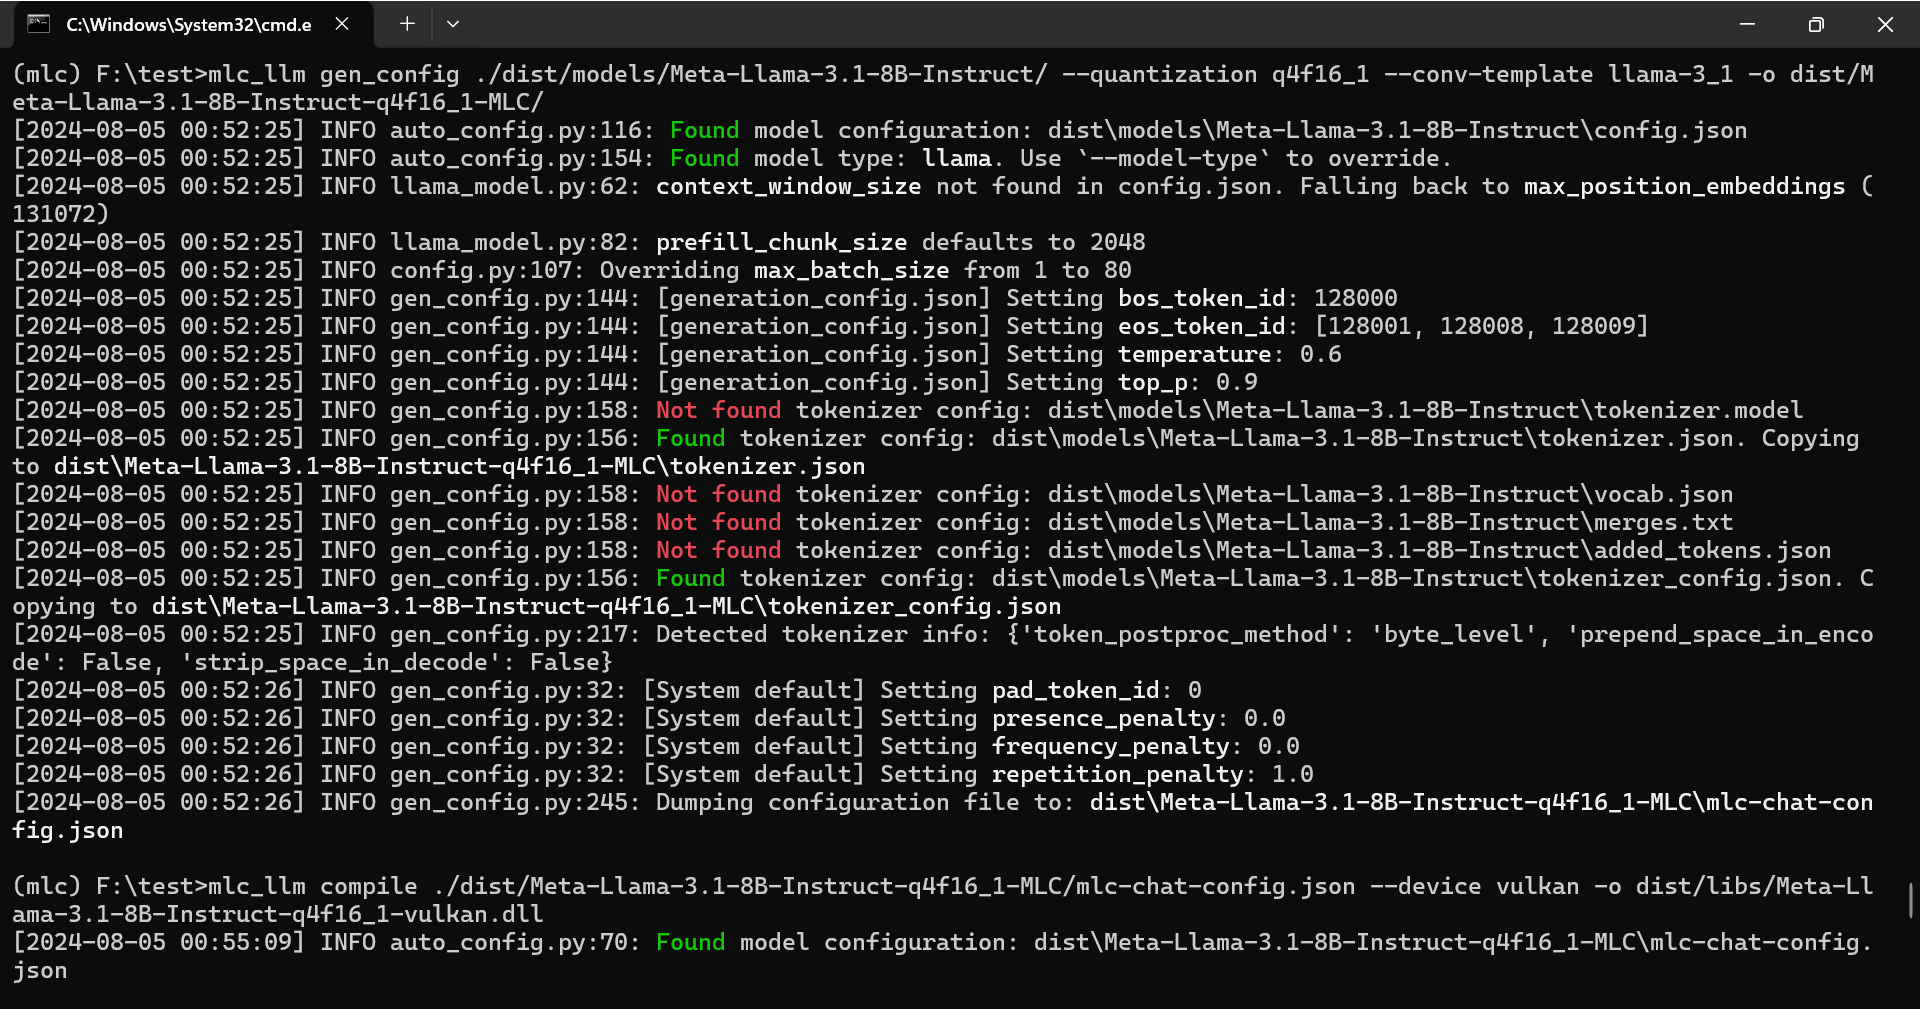 C:\Windows\System32\cmd.e
(mlc) F:\test>mlc_llm gen_config ./dist/models/Meta-Llama-3.1-8B-Instruct/ --quantization q4f16_1 --conv-template llama-3_1 -o dist/M
eta-Llama-3.1-8B-Instruct-q4f16_1-MLC/
[2024-08-05 00:52:25] INFO auto_config.py:116: Found model configuration: dist\models\Meta-Llama-3.1-8B-Instruct\config.json
[2024-08-05 00:52:25] INFO auto_config.py:154: Found model type: llama. Use `--model-type` to override.
[2024-08-05 00:52:25] INFO llama_model.py:62: context_window_size not found in config.json. Falling back to max_position_embeddings (
131072)
[2024-08-05 00:52:25] INFO llama_model.py:82: prefill_chunk_size defaults to 2048
[2024-08-05 00:52:25] INFO config.py:107: Overriding max_batch_size from 1 to 80
[2024-08-05 00:52:25] INFO gen_config.py:144: [generation_config.json] Setting bos_token_id: 128000
[2024-08-05 00:52:25] INFO gen_config.py:144: [generation_config.json] Setting eos_token_id: [128001, 128008, 128009]
[2024-08-05 00:52:25] INFO gen_config.py:144: [generation_config.json] Setting temperature: 0.6
[2024-08-05 00:52:25] INFO gen_config.py:144: [generation_config.json] Setting top_p: 0.9
[2024-08-05 00:52:25] INFO gen_config.py:158: Not found tokenizer config: dist\models\Meta-Llama-3.1-8B-Instruct\tokenizer.model
[2024-08-05 00:52:25] INFO gen_config.py:156: Found tokenizer config: dist\models\Meta-Llama-3.1-8B-Instruct\tokenizer.json. Copying
to dist\Meta-Llama-3.1-8B-Instruct-q4f16_1-MLC\tokenizer.json
[2024-08-05 00:52:25] INFO gen_config.py:158: Not found tokenizer config: dist\models\Meta-Llama-3.1-8B-Instruct\vocab.json
[2024-08-05 00:52:25] INFO gen_config.py:158: Not found tokenizer config: dist\models\Meta-Llama-3.1-8B-Instruct\merges.txt
[2024-08-05 00:52:25] INFO gen_config.py:158: Not found tokenizer config: dist\models\Meta-Llama-3.1-8B-Instruct\added_tokens.json
[2024-08-05 00:52:25] INFO gen_config.py:156: Found tokenizer config: dist\models\Meta-Llama-3.1-8B-Instruct\tokenizer_config.json. C
opying to dist\Meta-Llama-3.1-8B-Instruct-q4f16_1-MLC\tokenizer_config.json
[2024-08-05 00:52:25] INFO gen_config.py:217: Detected tokenizer info: {'token_postproc_method': 'byte_level', 'prepend_space_in_enco
de': False, 'strip_space_in_decode': False}
[2024-08-05 00:52:26] INFO gen_config.py:32: [System default] Setting pad_token_id: 0
[2024-08-05 00:52:26] INFO gen_config.py:32: [System default] Setting presence_penalty: 0.0
[2024-08-05 00:52:26] INFO gen_config.py:32: [System default] Setting frequency_penalty: 0.0
[2024-08-05 00:52:26] INFO gen_config.py:32: [System default] Setting repetition_penalty: 1.0
[2024-08-05 00:52:26] INFO gen_config.py:245: Dumping configuration file to: dist\Meta-Llama-3.1-8B-Instruct-q4f16_1-MLC\mlc-chat-con
fig.json
(mlc) F:\test>mlc_llm compile ./dist/Meta-Llama-3.1-8B-Instruct-q4f16_1-MLC/mlc-chat-config.json --device vulkan -o dist/libs/Meta-Ll
ama-3.1-8B-Instruct-q4f16_1-vulkan.dll
[2024-08-05 00:55:09] INFO auto_config.py:70: Found model configuration: dist\Meta-Llama-3.1-8B-Instruct-q4f16_1-MLC\mlc-chat-config.
json